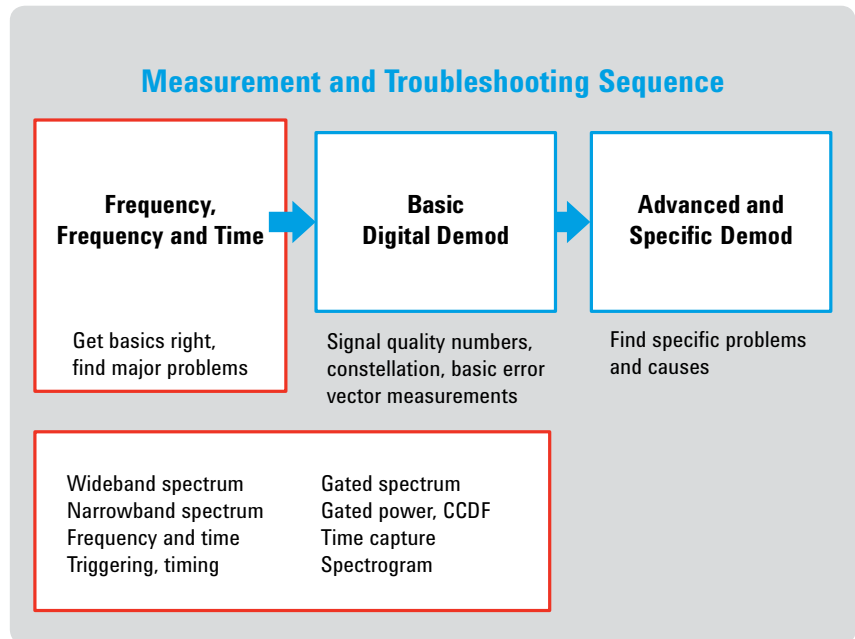 Measurement and Troubleshooting Sequence
Frequency,
Frequency and Time
Get basics right,
find major problems
Basic
Digital Demod
Signal quality numbers,
constellation, basic error
vector measurements
Advanced and
Specific Demod
Find specific problems
and causes
Wideband spectrum
Narrowband spectrum
Frequency and time
Triggering, timing
Gated spectrum
Gated power, CCDF
Time capture
Spectrogram